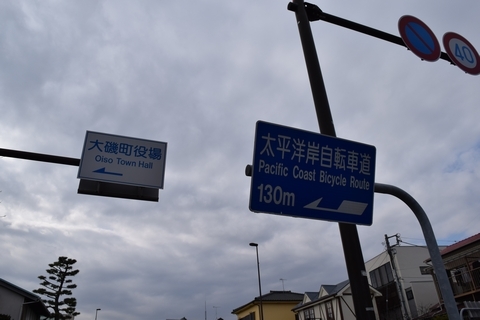 大磯町役場
Oiso Town Hall
太平洋岸自転車道
Pacific Coast Bicycle Route
130m
40